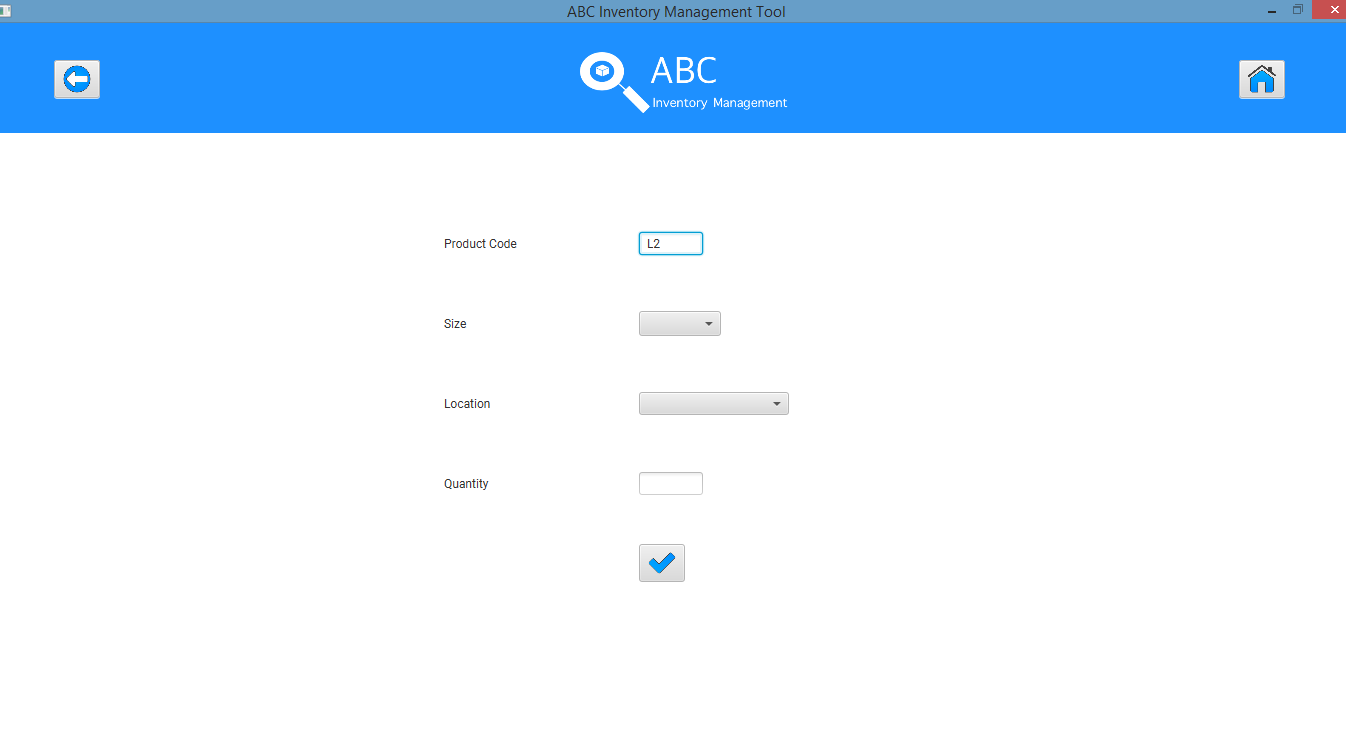 ABC Inventory Management Tool
ABC
Inventory Management
Product Code
L2
Size
Location
Quantity